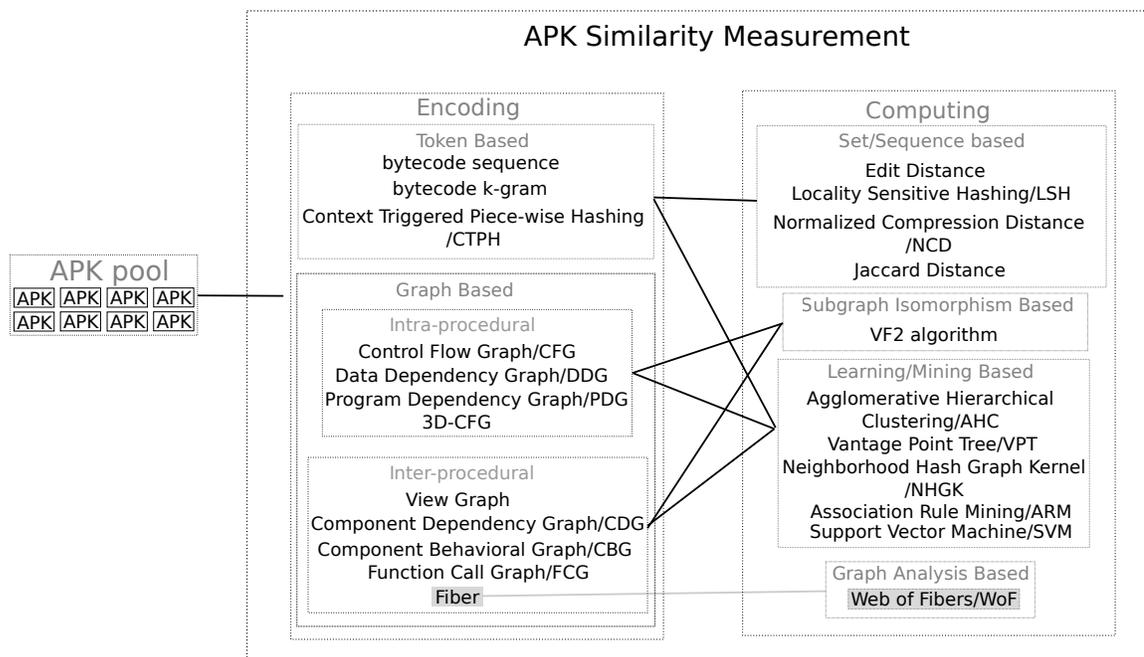 APK Similarity Measurement
APK pool
APK APK APK APK
APK APK APK APK
Encoding
Token Based
bytecode sequence
bytecode k-gram
Context Triggered Piece-wise Hashing
/CTPH
Graph Based
Intra-procedural
Control Flow Graph/CFG
Data Dependency Graph/DDG
Program Dependency Graph/PDG
3D-CFG
Inter-procedural
View Graph
Component Dependency Graph/CDG
Component Behavioral Graph/CBG
Function Call Graph/FCG
Fiber
Computing
Set/Sequence based
Edit Distance
Locality Sensitive Hashing/LSH
Normalized Compression Distance
/NCD
Jaccard Distance
Subgraph Isomorphism Based
VF2 algorithm
Learning/Mining Based
Agglomerative Hierarchical
Clustering/AHC
Vantage Point Tree/VPT
Neighborhood Hash Graph Kernel
/NHGK
Association Rule Mining/ARM
Support Vector Machine/SVM
Graph Analysis Based
Web of Fibers/WoF